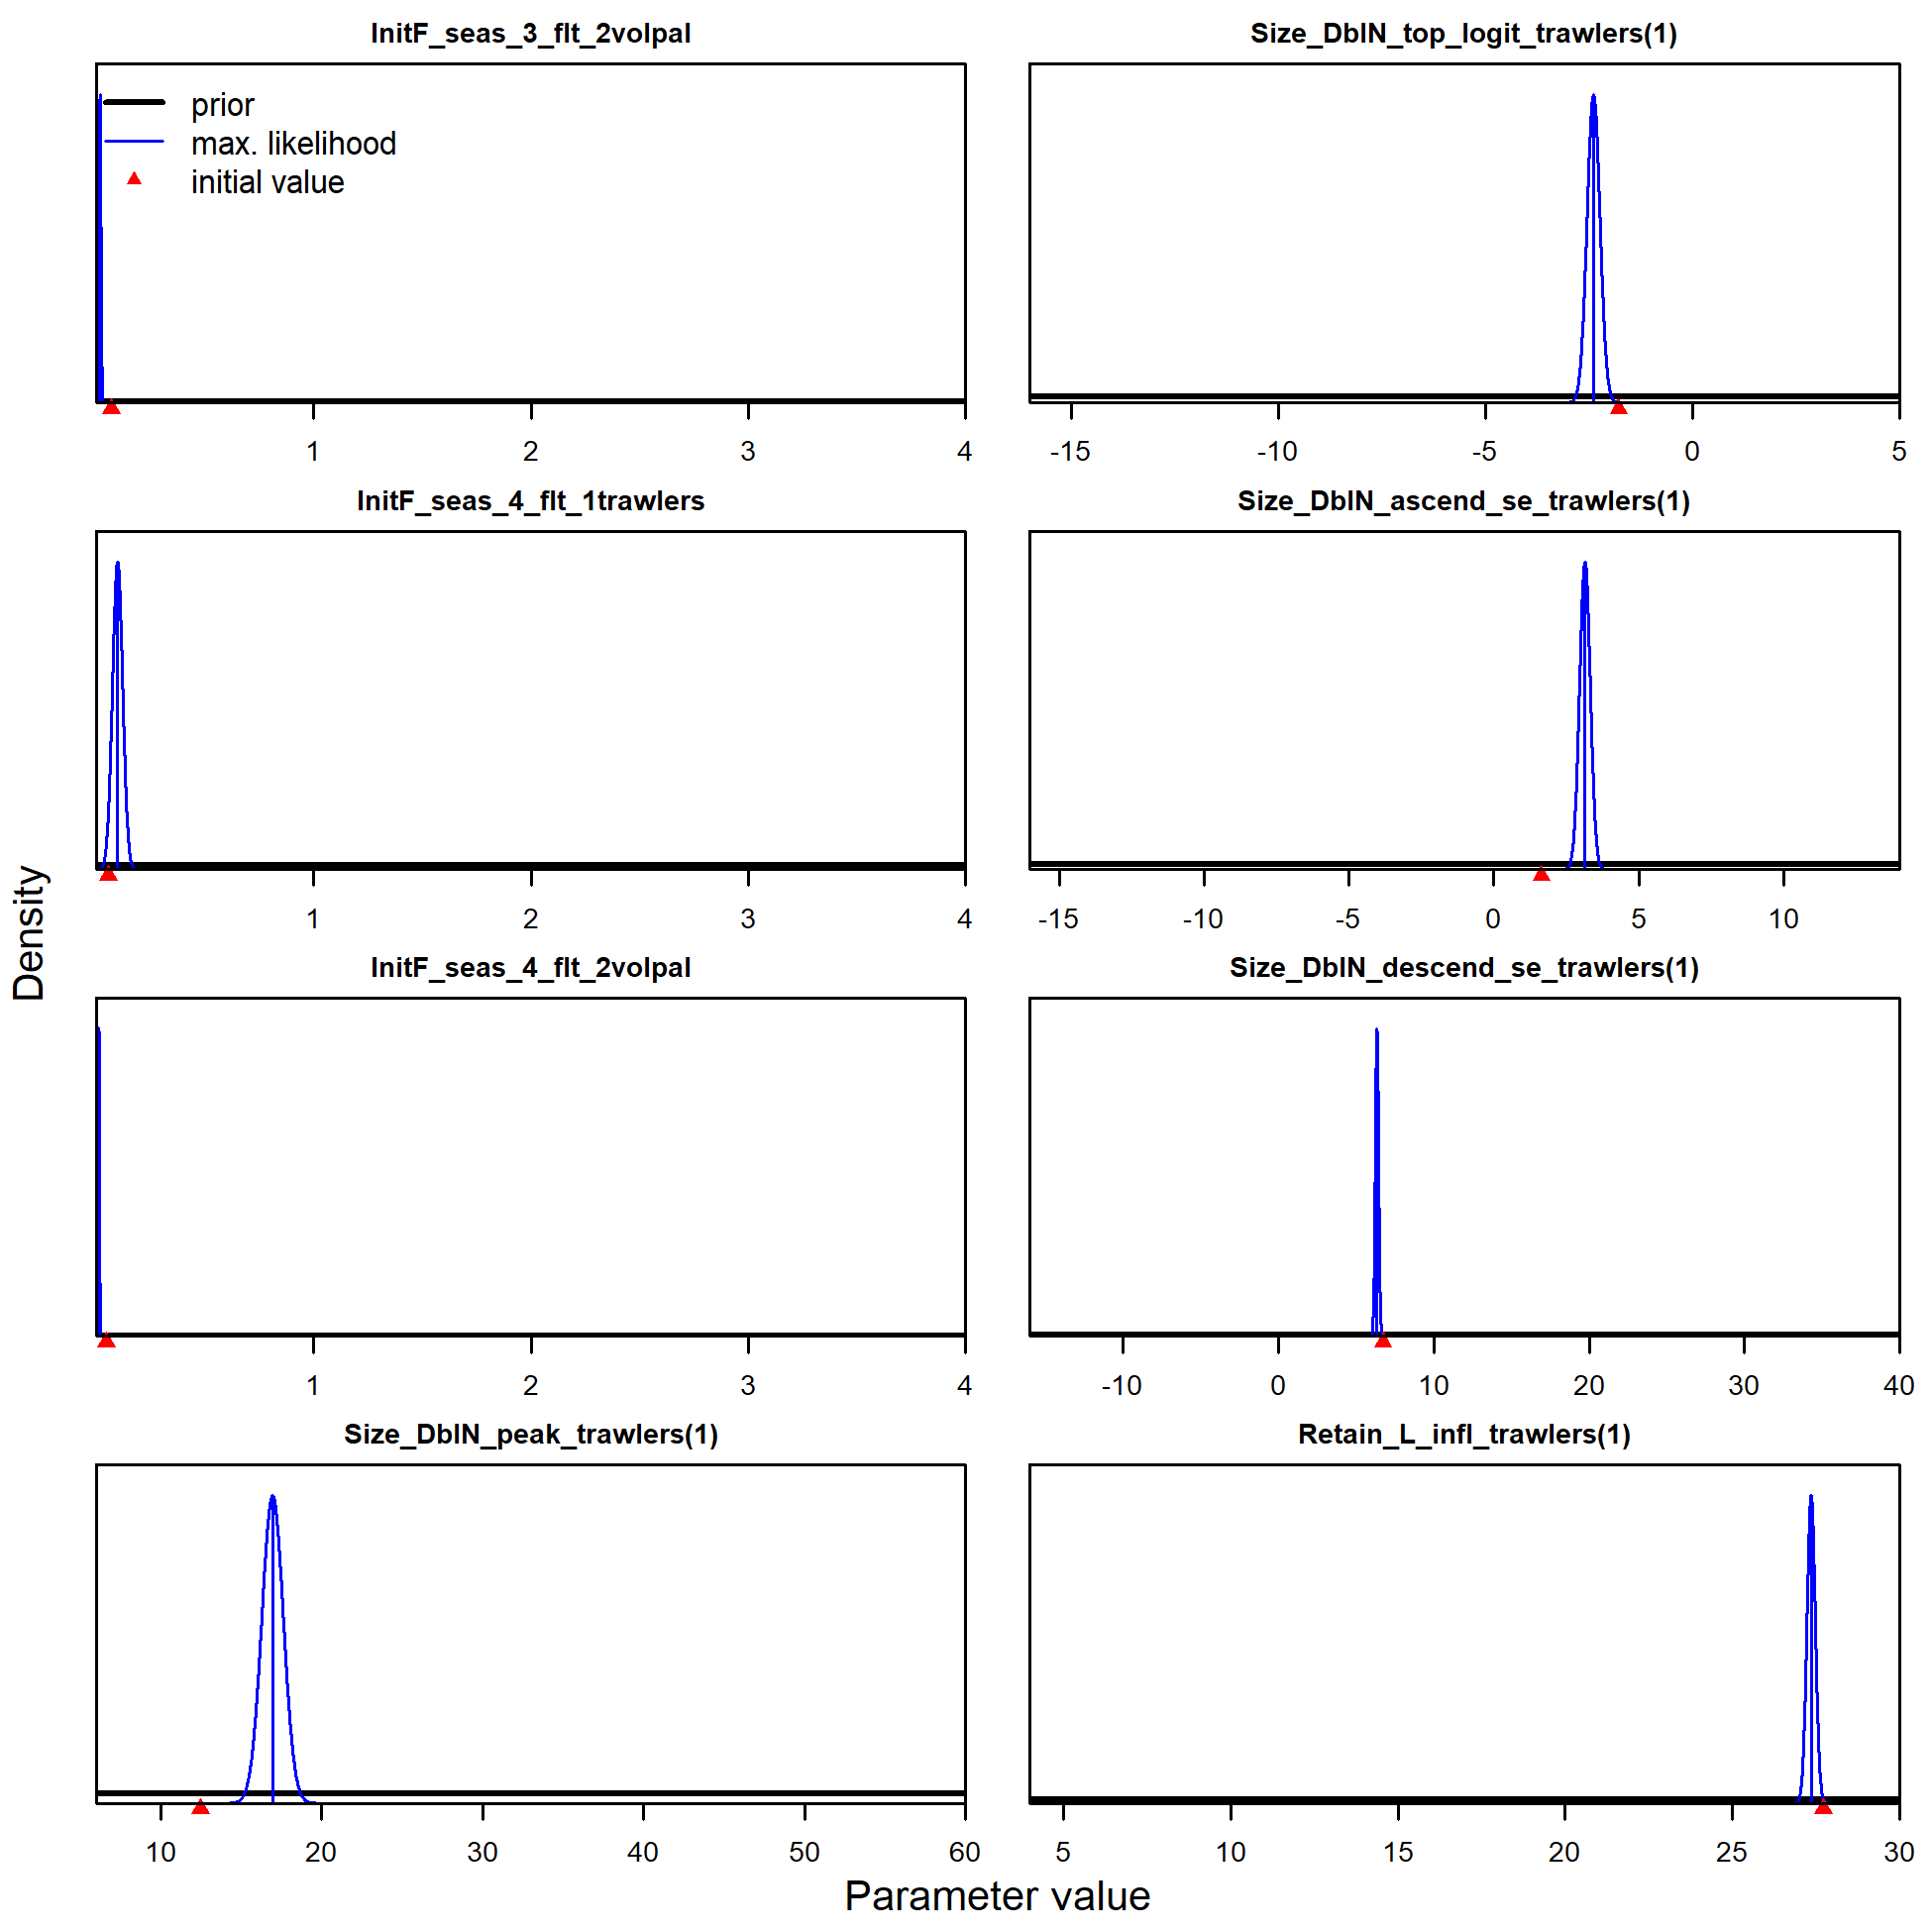 InitF_seas_3_flt_2volpal
prior
max. likelihood
initial value
1 2 3 4
Size_DblN_top_logit_trawlers(1)
-15 -10 -5 0 5
InitF_seas_4_flt_1trawlers
1 2 3 4
Size_DblN_ascend_se_trawlers(1)
-15 -10 -5 0 5 10
InitF_seas_4_flt_2volpal
1 2 3 4
Size_DblN_descend_se_trawlers(1)
-10 0 10 20 30 40
Size_DblN_peak_trawlers(1)
10 20 30 40 50 60
Retain_L_infl_trawlers(1)
5 10 15 20 25 30
Density
Parameter value